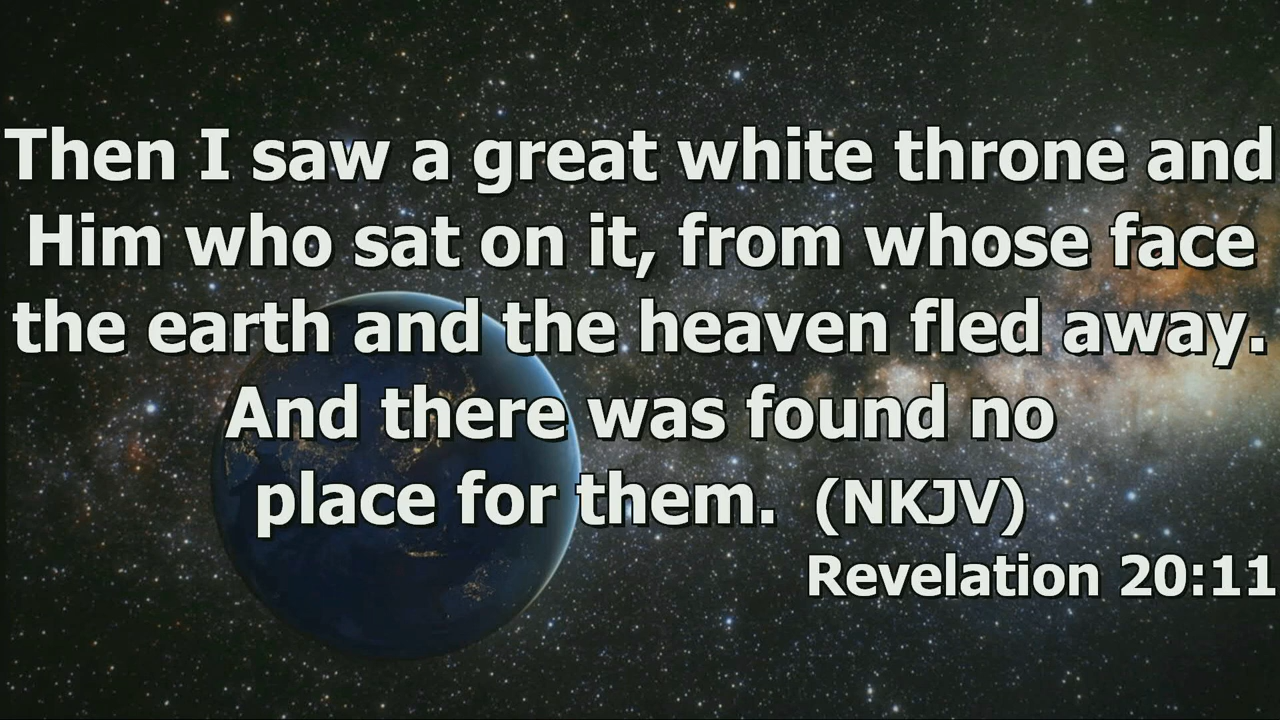 Then I saw a great white throne and
Him who sat on it, from whose face
the earth and the heaven fled away.
And there was found no
place for them. (NKJV)
Revelation 20:11